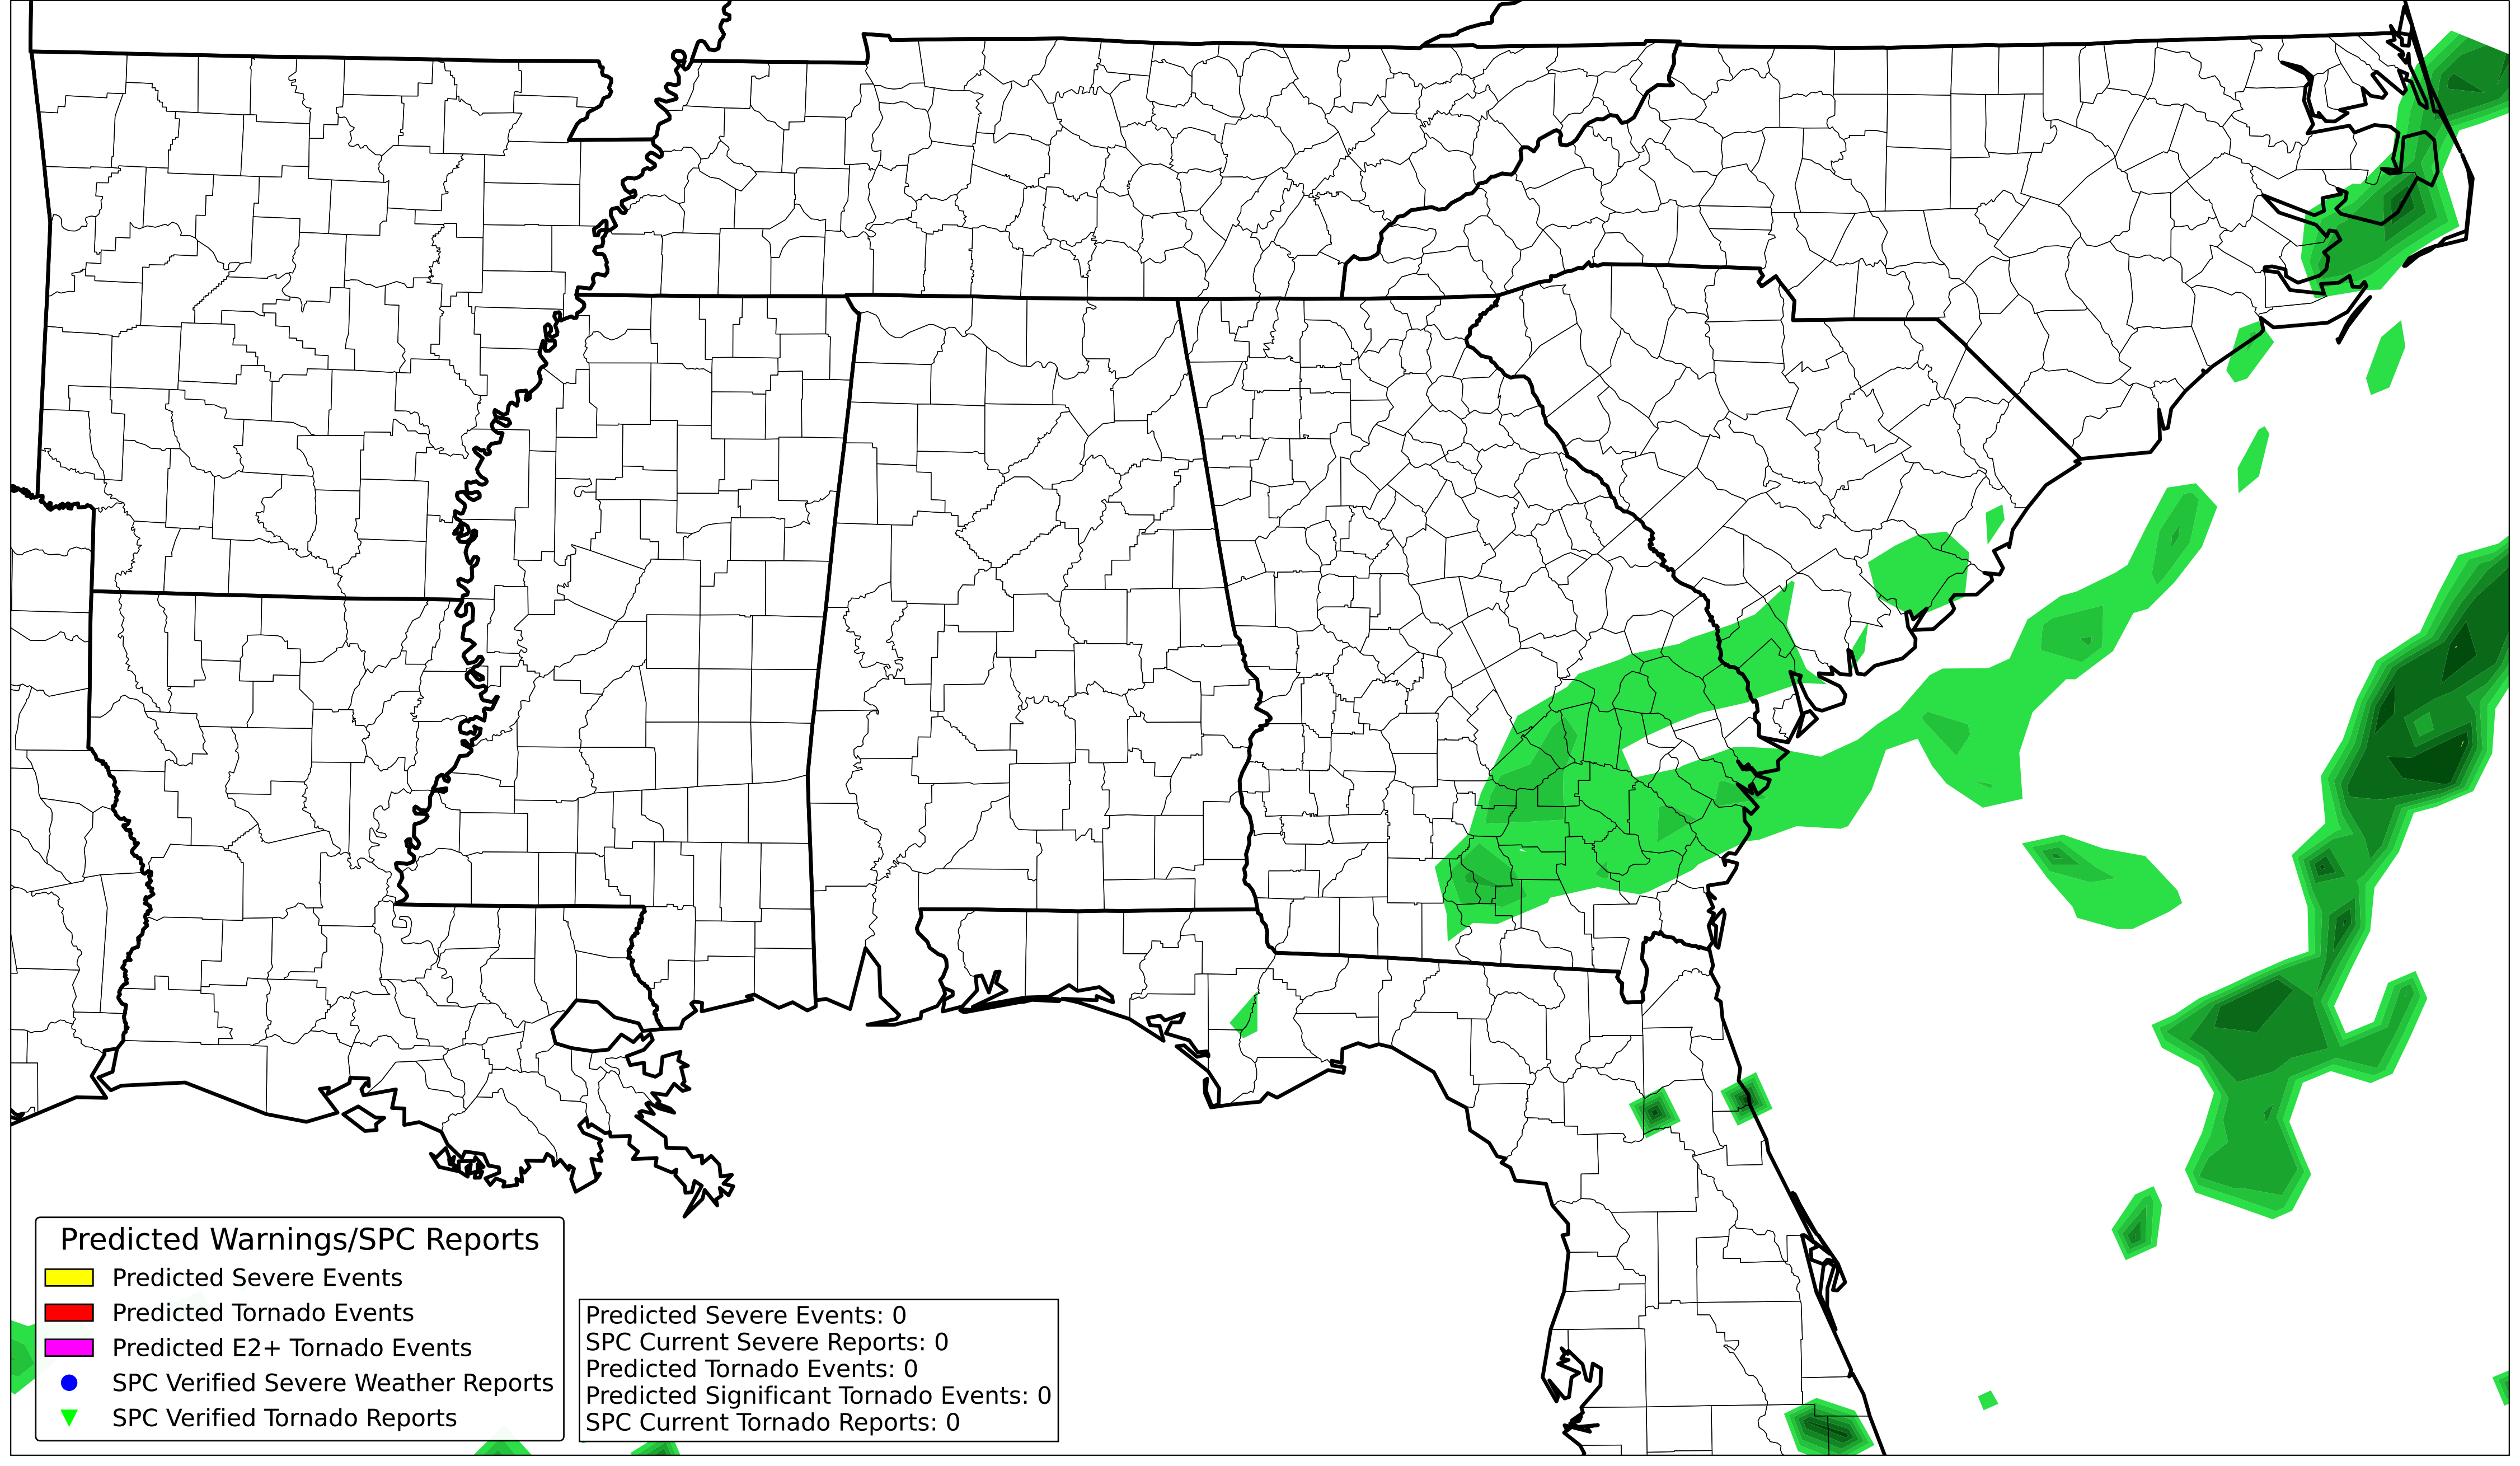 Predicted Warnings/SPC Reports
Predicted Severe Events
Predicted Tornado Events
Predicted E2+ Tornado Events
SPC Verified Severe Weather Reports
SPC Verified Tornado Reports
Predicted Severe Events: 0
SPC Current Severe Reports: 0
Predicted Tornado Events: 0
Predicted Significant Tornado Events: 0
SPC Current Tornado Reports: 0